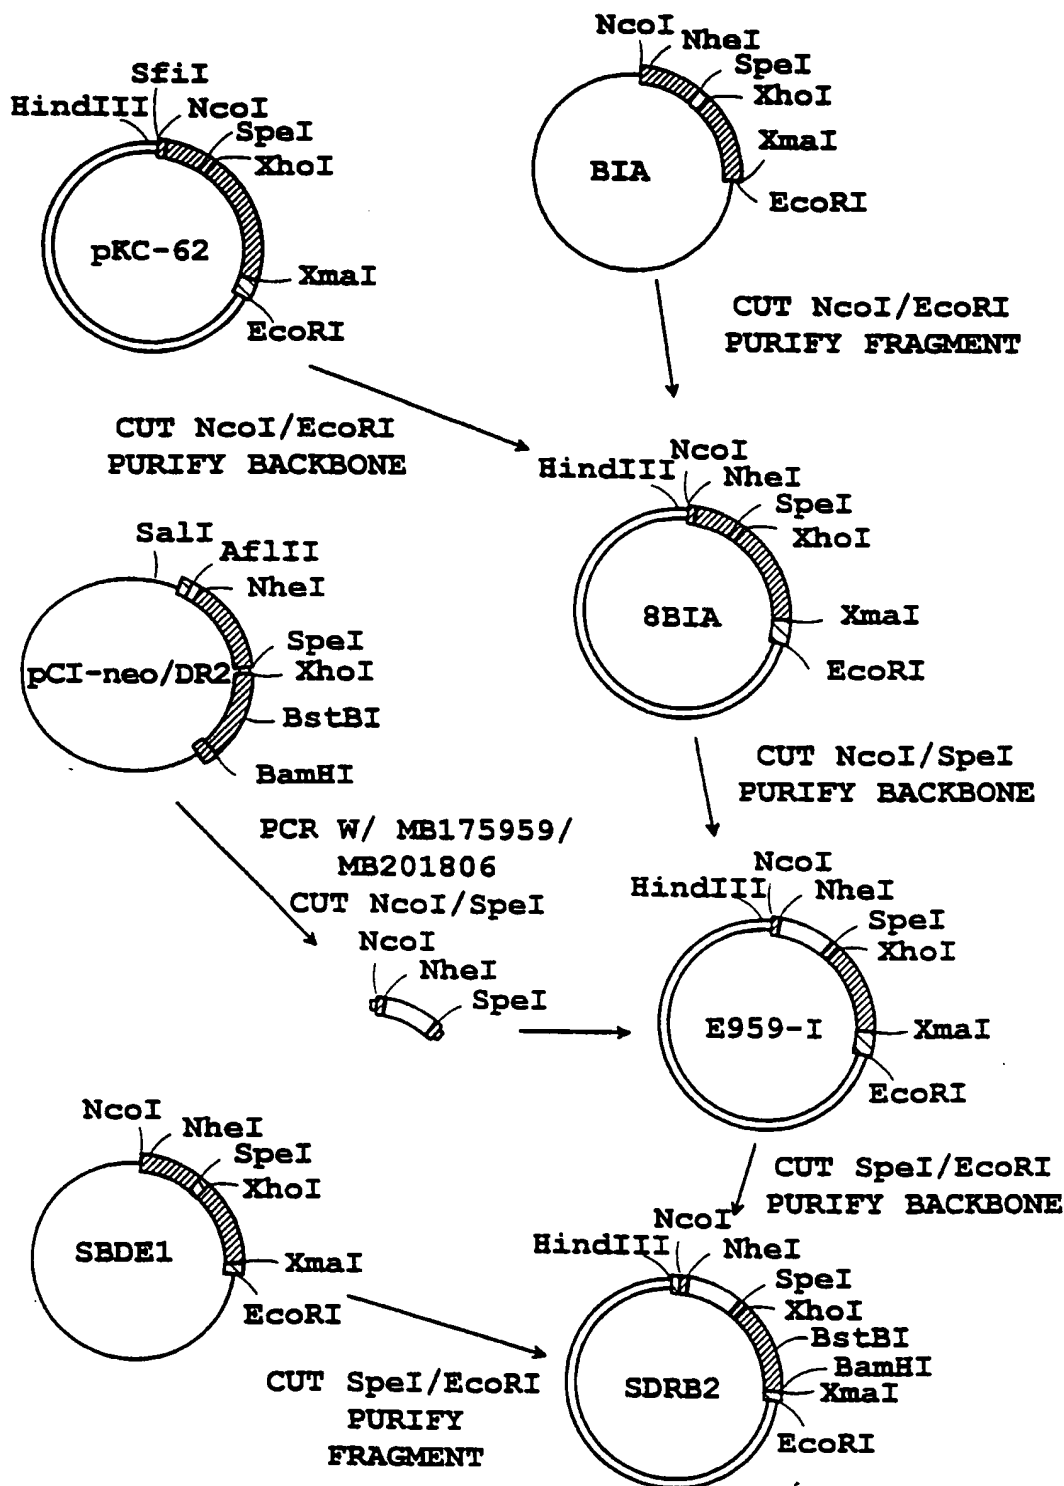 SfiI
HindIII
NcoI
SpeI
XhoI
pKC-62
XmaI
EcoRI
NcoI
NheI
SpeI
XhoI
XmaI
BIA
EcoRI
CUT NcoI/EcoRI
PURIFY FRAGMENT
CUT NcoI/EcoRI
PURIFY BACKBONE
NcoI
HindIII
NheI
SpeI
XhoI
8BIA
XmaI
EcoRI
SalI
AflII
NheI
SpeI
XhoI
pCI-neo/DR2
BstBI
BamHI
CUT NcoI/SpeI
PURIFY BACKBONE
PCR W/ MB175959/
MB201806
CUT NcoI/SpeI
NcoI
NheI
SpeI
NcoI
HindIII
NheI
SpeI
XhoI
E959-I
XmaI
EcoRI
NcoI
NheI
SpeI
XhoI
SBDE1
XmaI
EcoRI
CUT SpeI/EcoRI
PURIFY BACKBONE
CUT SpeI/EcoRI
PURIFY
FRAGMENT
NcoI
HindIII
NheI
SpeI
XhoI
BstBI
BamHI
SDRB2
XmaI
EcoRI